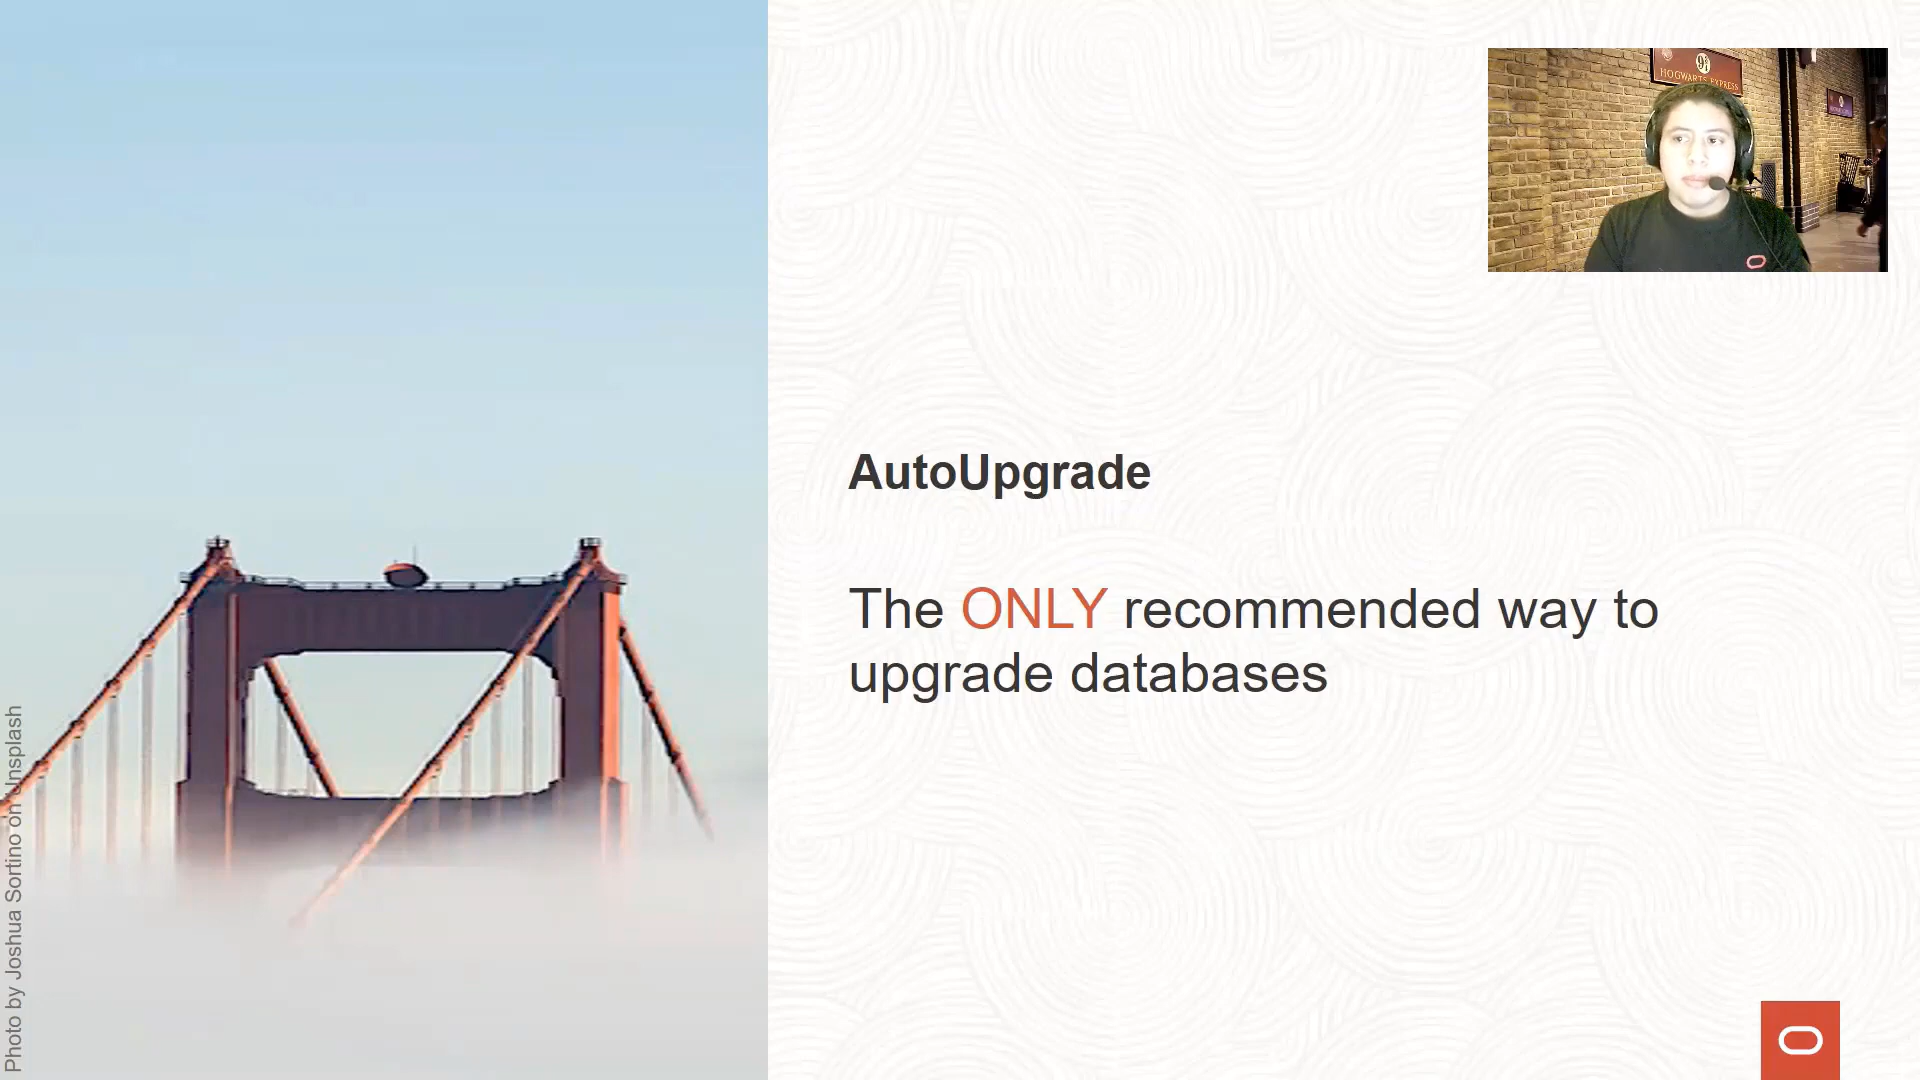 HOGWARTS EXPRESS
AutoUpgrade
The ONLY recommended way to
upgrade databases
Photo by Joshua Sortino on Unsplash